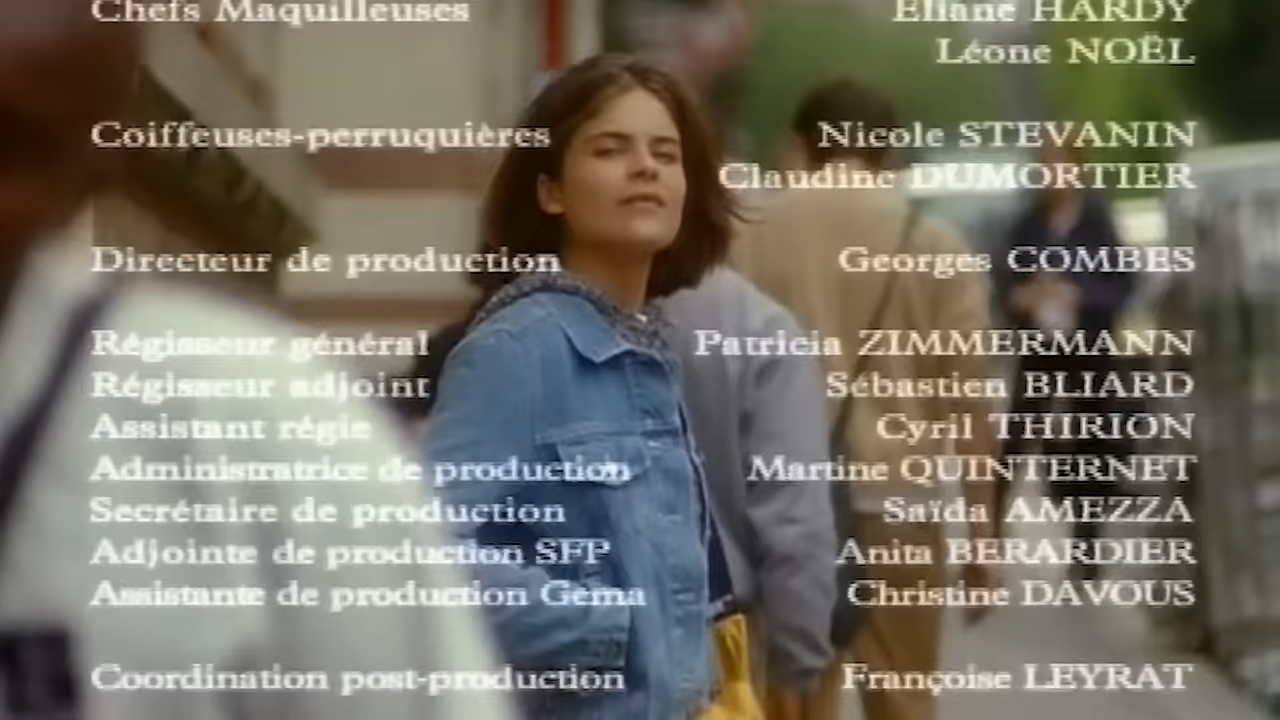 Chefs Maquilleuses Eliane HARDY
Léone NOËL
Coiffeuses-perruquières Nicole STEVANIN
Claudine DUMORTIER
Directeur de production Georges COMBES
Régisseur général Patricia ZIMMERMANN
Régisseur adjoint Sébastien BLIARD
Assistant régie Cyril THIRION
Administratrice de production Martine QUINTERNET
Secrétaire de production Saïda AMEZZA
Adjointe de production SFP Anita BERARDIER
Assistante de production Gema Christine DAVOUS
Coordination post-production Françoise LEYRAT